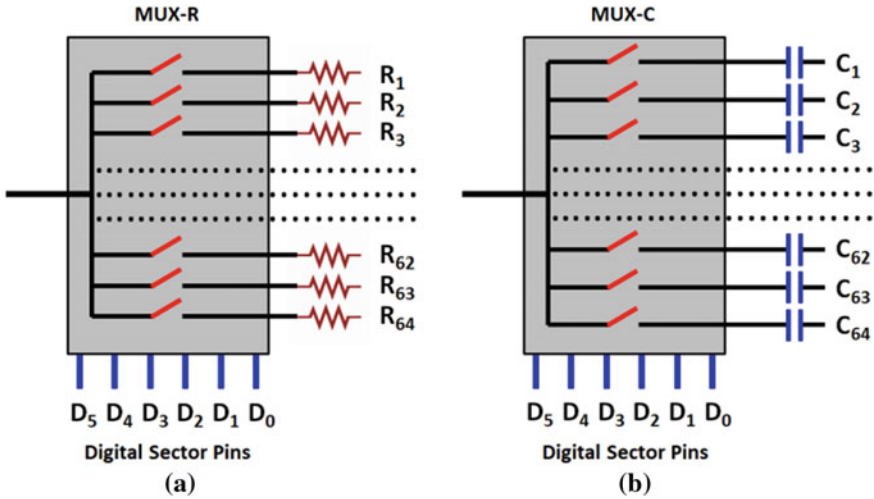 MUX-R
R₁
R₂
R₃
R₆₂
R₆₃
R₆₄
D₅ D₄ D₃ D₂ D₁ D₀
Digital Sector Pins
(a)
MUX-C
C₁
C₂
C₃
C₆₂
C₆₃
C₆₄
D₅ D₄ D₃ D₂ D₁ D₀
Digital Sector Pins
(b)